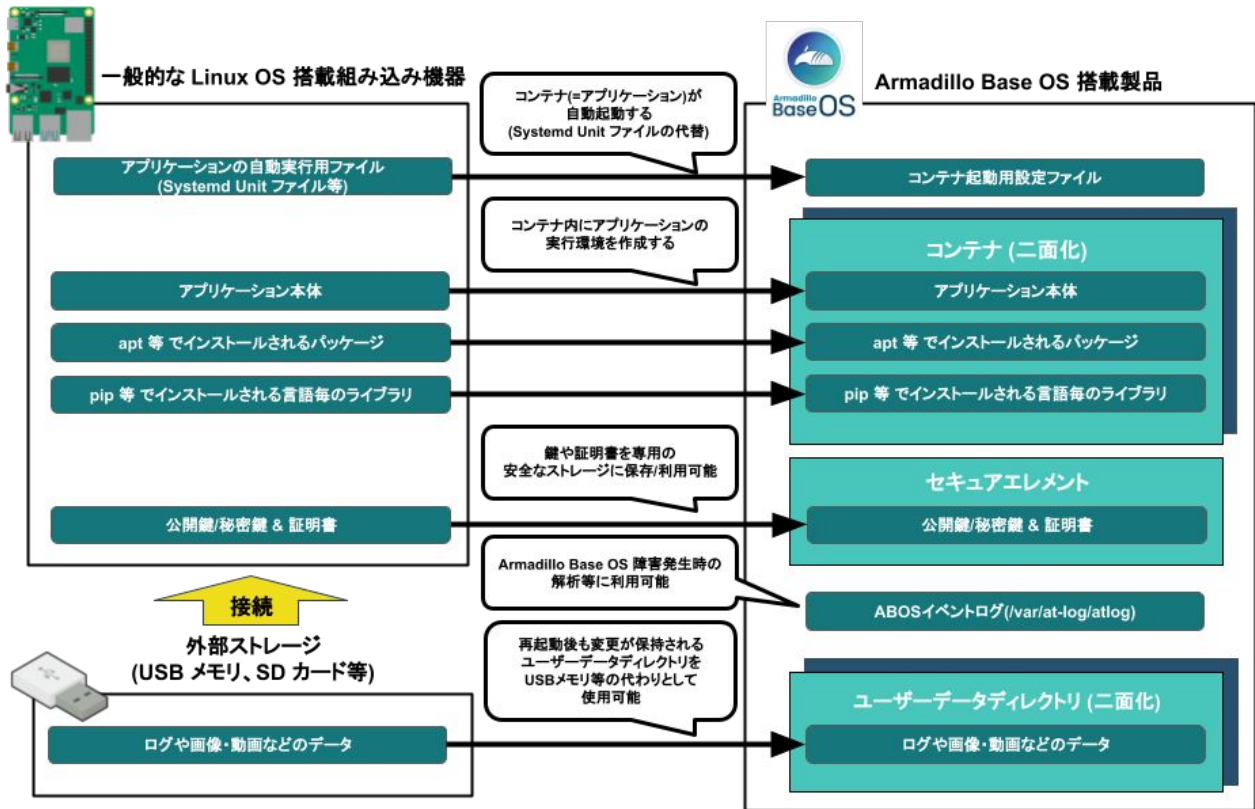 一般的な Linux OS 搭載組み込み機器
Armadillo
Base OS
Armadillo Base OS 搭載製品
コンテナ(=アプリケーション)が
自動起動する
(Systemd Unit ファイルの代替)
アプリケーションの自動実行用ファイル
(Systemd Unit ファイル等)
コンテナ起動用設定ファイル
コンテナ内にアプリケーションの
実行環境を作成する
コンテナ (二面化)
アプリケーション本体
アプリケーション本体
apt 等 でインストールされるパッケージ
apt 等 でインストールされるパッケージ
pip 等 でインストールされる言語毎のライブラリ
pip 等 でインストールされる言語毎のライブラリ
鍵や証明書を専用の
安全なストレージに保存/利用可能
セキュアエレメント
公開鍵/秘密鍵 & 証明書
公開鍵/秘密鍵 & 証明書
Armadillo Base OS 障害発生時の
解析等に利用可能
接続
ABOSイベントログ(/var/at-log/atlog)
外部ストレージ
(USB メモリ、SD カード等)
再起動後も変更が保持される
ユーザーデータディレクトリを
USBメモリ等の代わりとして
使用可能
ユーザーデータディレクトリ (二面化)
ログや画像・動画などのデータ
ログや画像・動画などのデータ